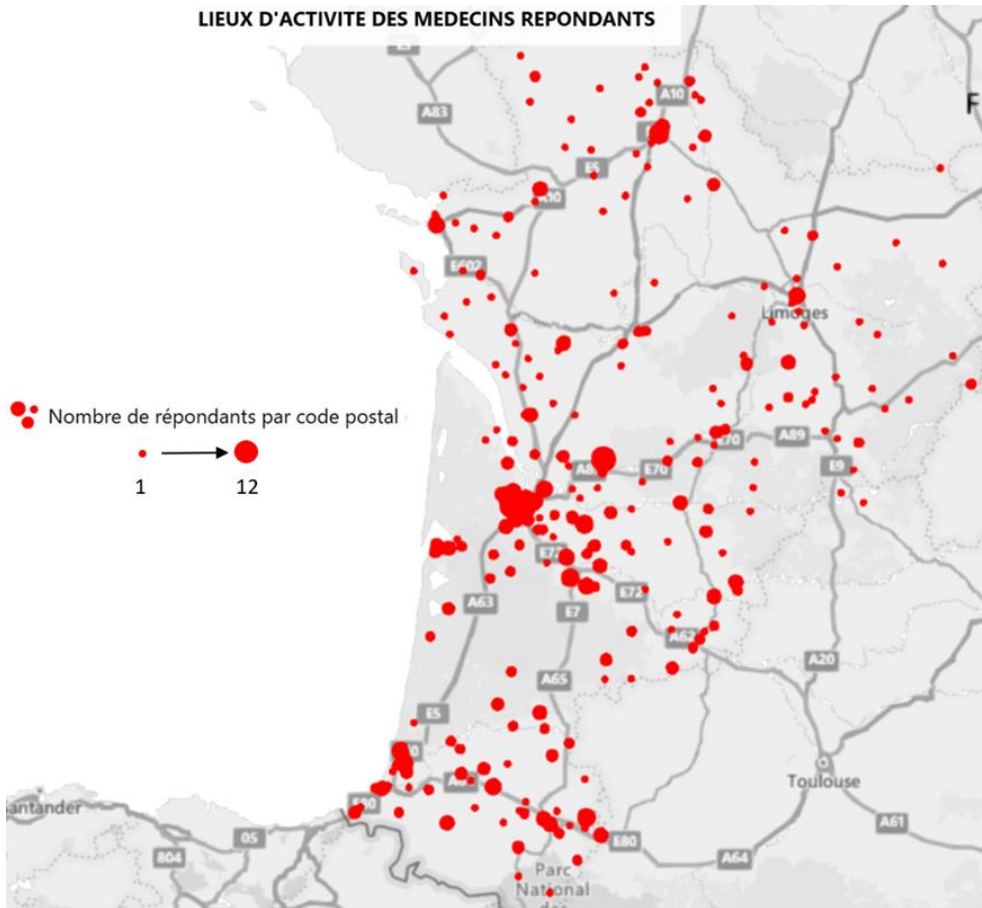 LIEUX D'ACTIVITE DES MEDECINS REPONDANTS
A10
A83
F
E5
A10
E602
Limoges
Nombre de répondants par code postal
1
12
E70
A89
E70
E9
A63
E72
E7
A62
A20
A65
E5
Toulouse
Santander
E80
05
E80
A61
804
A64
Parc
National